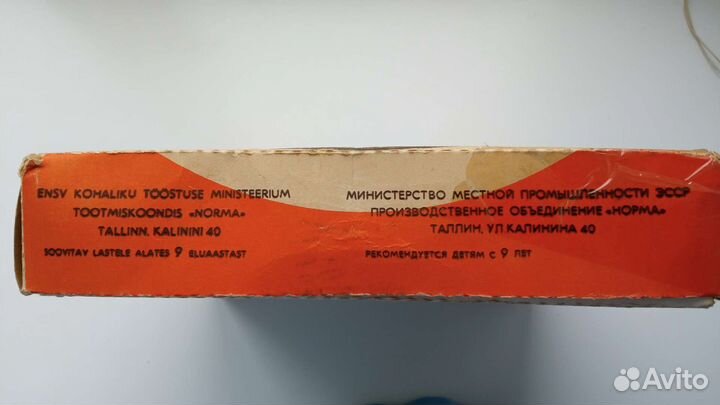 ENSV KOHALIKU TÖÖSTUSE MINISTEERIUM
TOOTMISKOONDIS «NORMA»
TALLINN, KALININI 40
SOOVITAV LASTELE ALATES 9 ELUAASTAST
МИНИСТЕРСТВО МЕСТНОЙ ПРОМЫШЛЕННОСТИ ЭССР
ПРОИЗВОДСТВЕННОЕ ОБЪЕДИНЕНИЕ «НОРМА»
ТАЛЛИН, УЛ КАЛИНИНА 40
РЕКОМЕНДУЕТСЯ ДЕТЯМ С 9 ЛЕТ
Avito